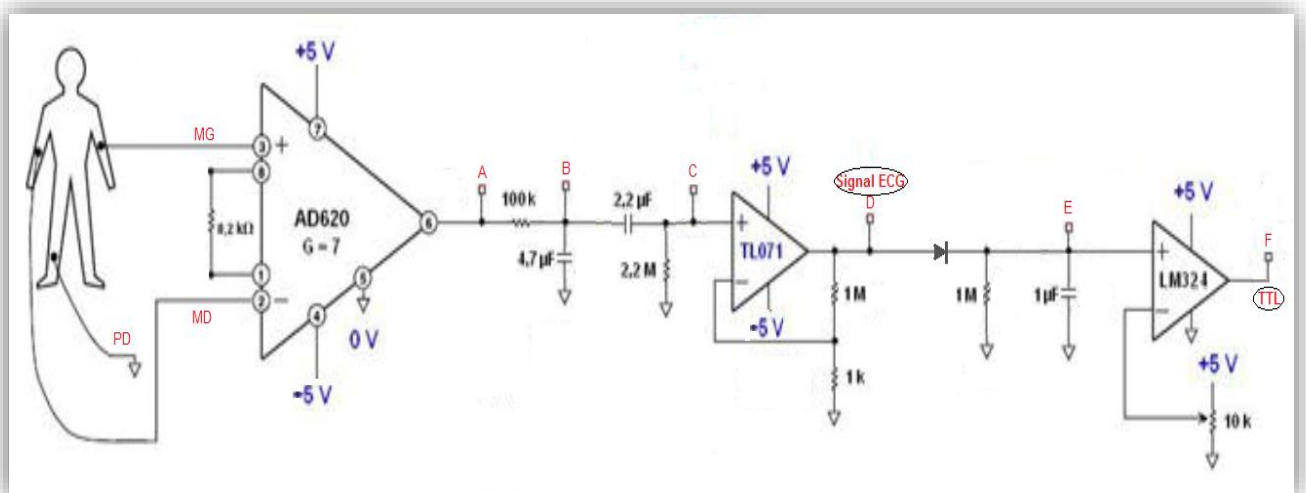 +5 V
MG
3
+
7
8
8,2 kΩ
AD620
G = 7
6
1
5
2
−
4
MD
0 V
-5 V
PD
A
100 k
B
4,7 µF
2,2 µF
2,2 M
C
+5 V
+
TL071
−
-5 V
Signal ECG
D
1M
1 k
1M
E
1 µF
+5 V
+
LM324
−
F
TTL
+5 V
10 k